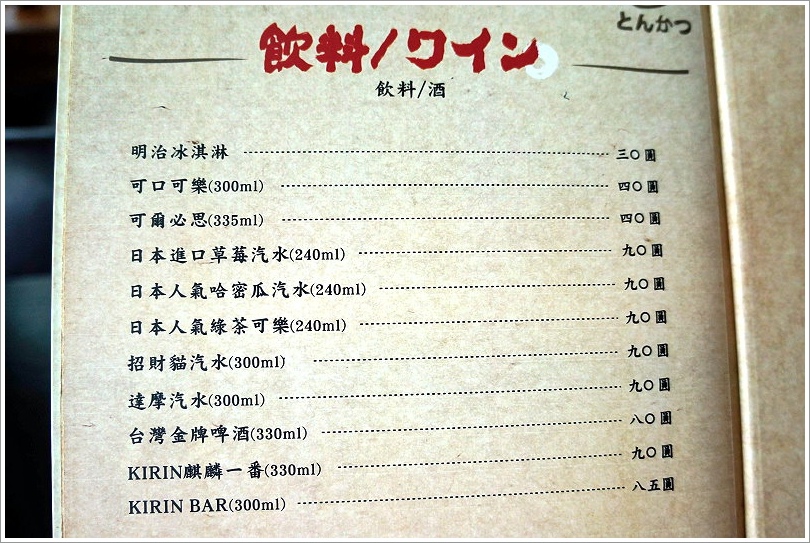 とんかつ
飲料/ワイン
飲料/酒
明治冰淇淋 三〇圓
可口可樂(300ml) 四〇圓
可爾必思(335ml) 四〇圓
日本進口草莓汽水(240ml) 九〇圓
日本人氣哈密瓜汽水(240ml) 九〇圓
日本人氣綠茶可樂(240ml) 九〇圓
招財貓汽水(300ml) 九〇圓
達摩汽水(300ml) 九〇圓
台灣金牌啤酒(330ml) 八〇圓
KIRIN麒麟一番(330ml) 九〇圓
KIRIN BAR(300ml) 八五圓